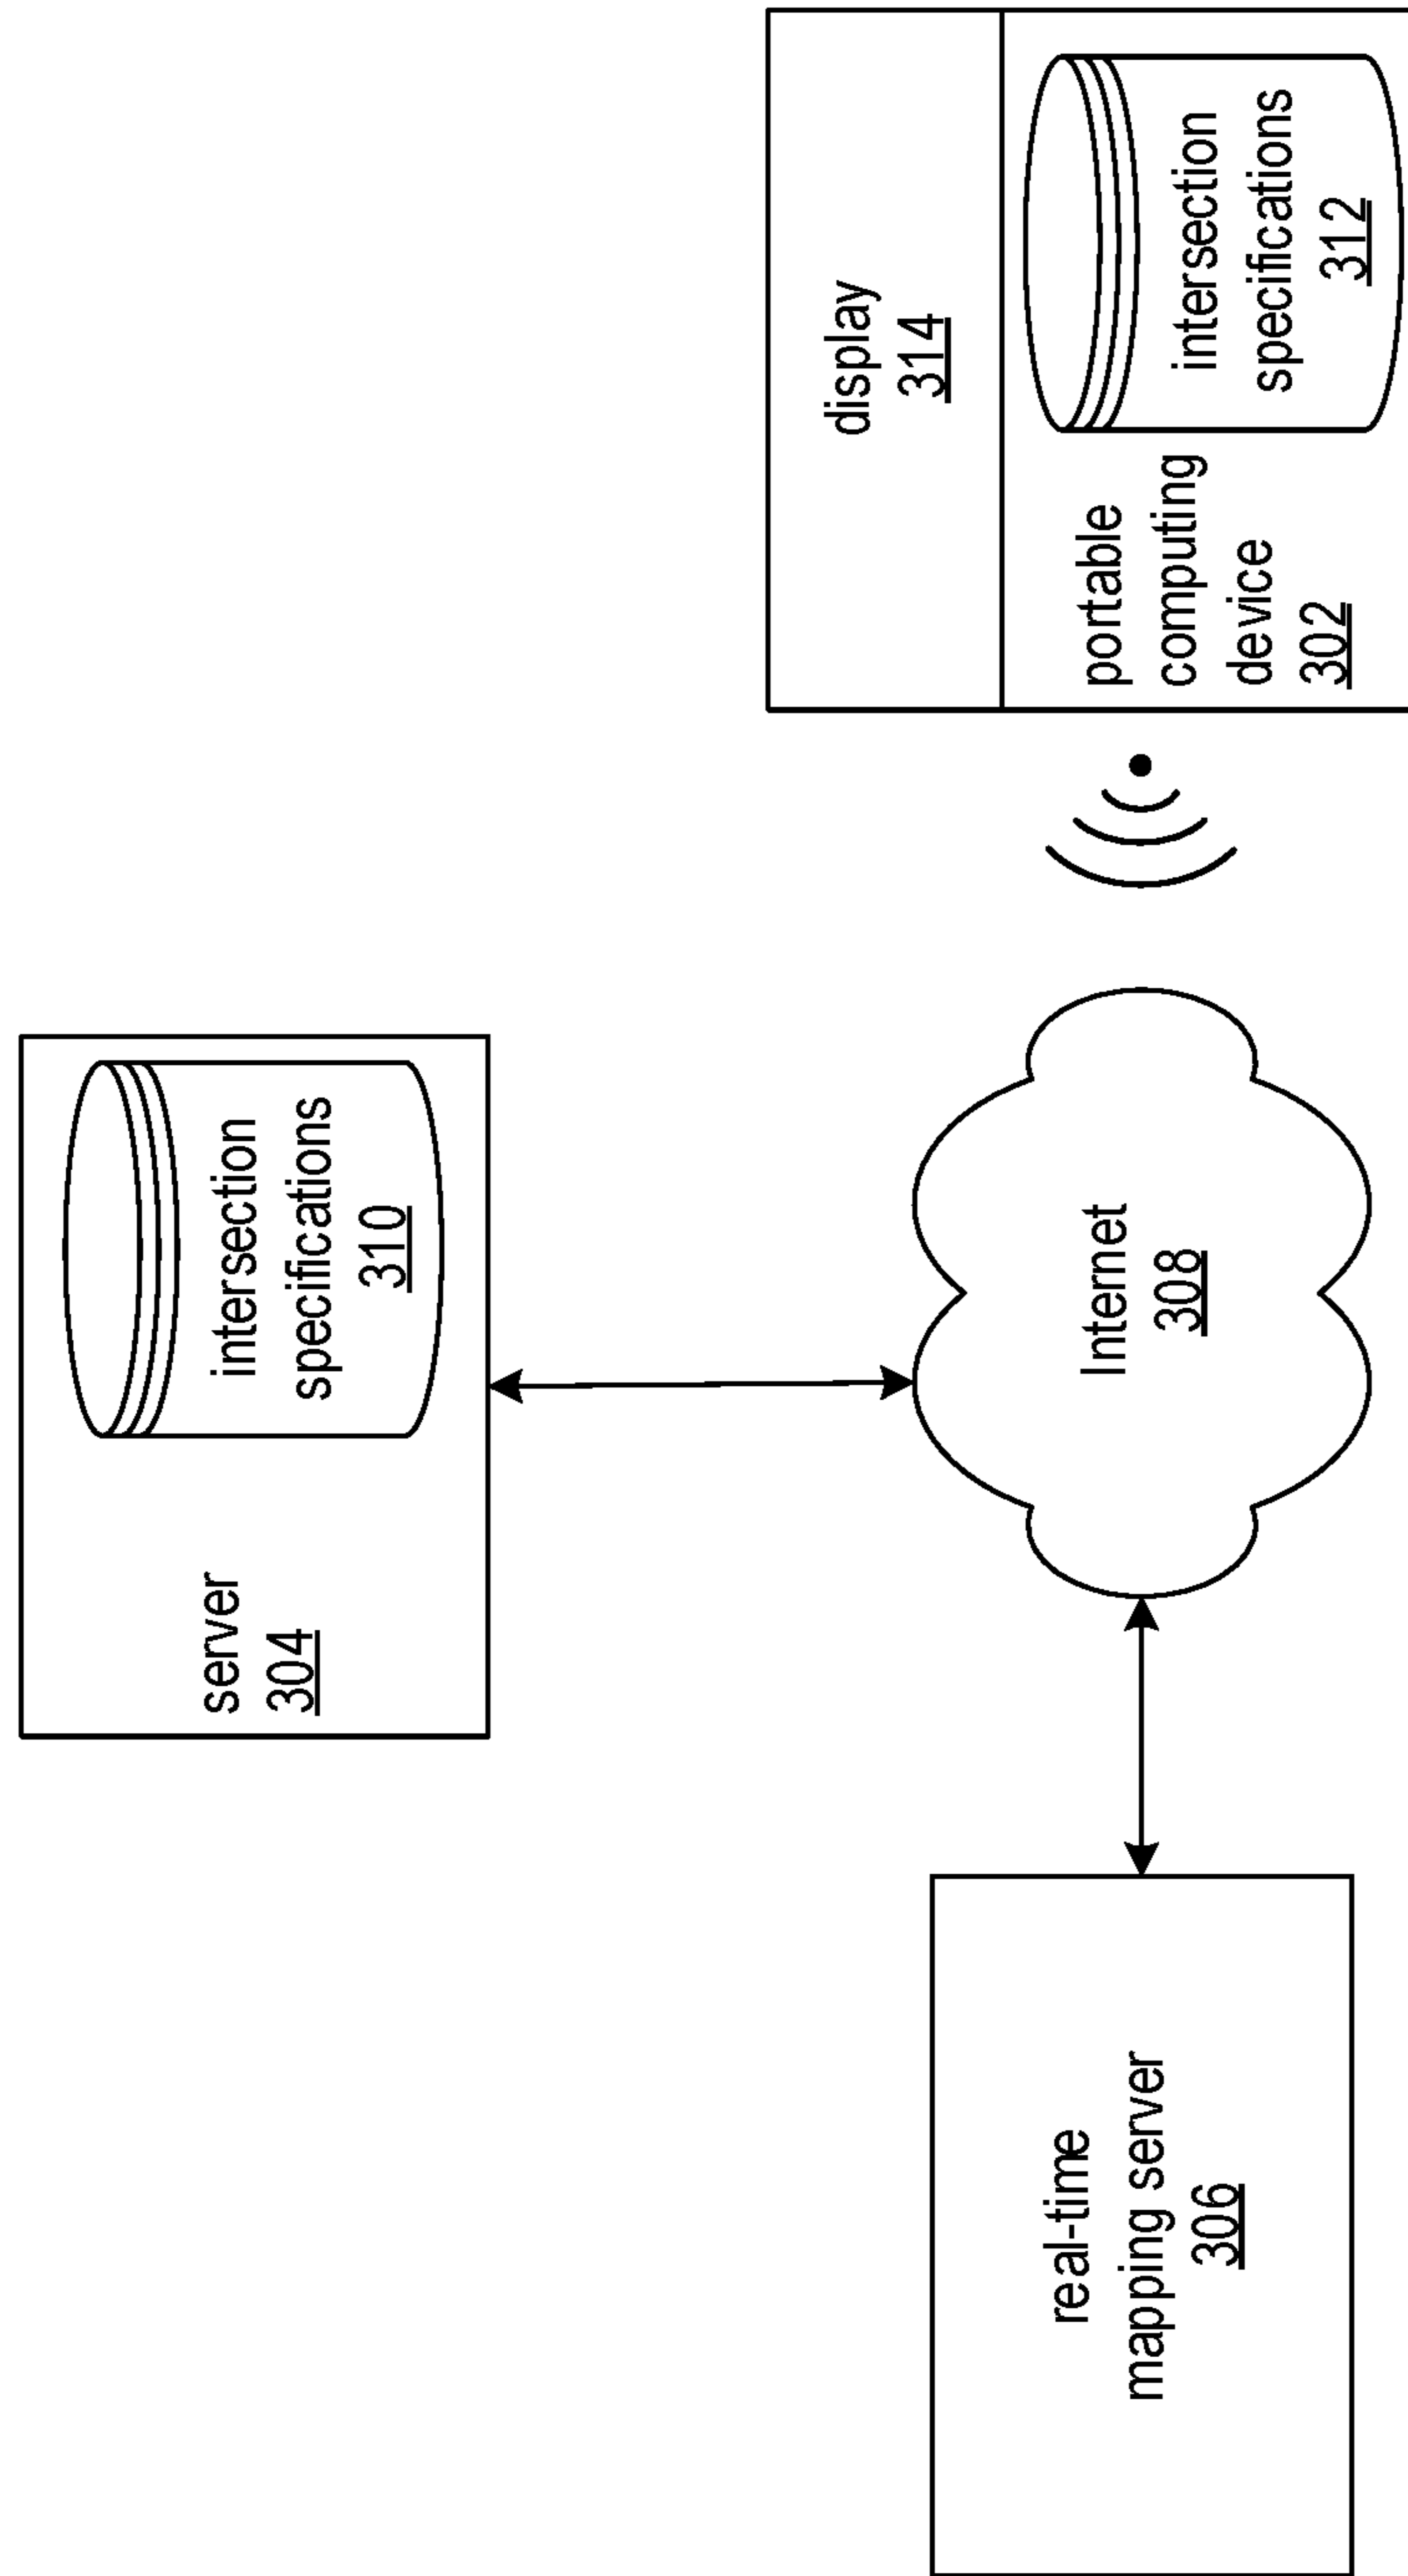 server
304
intersection
specifications
310
real-time
mapping server
306
Internet
308
display
314
portable
computing
device
302
intersection
specifications
312